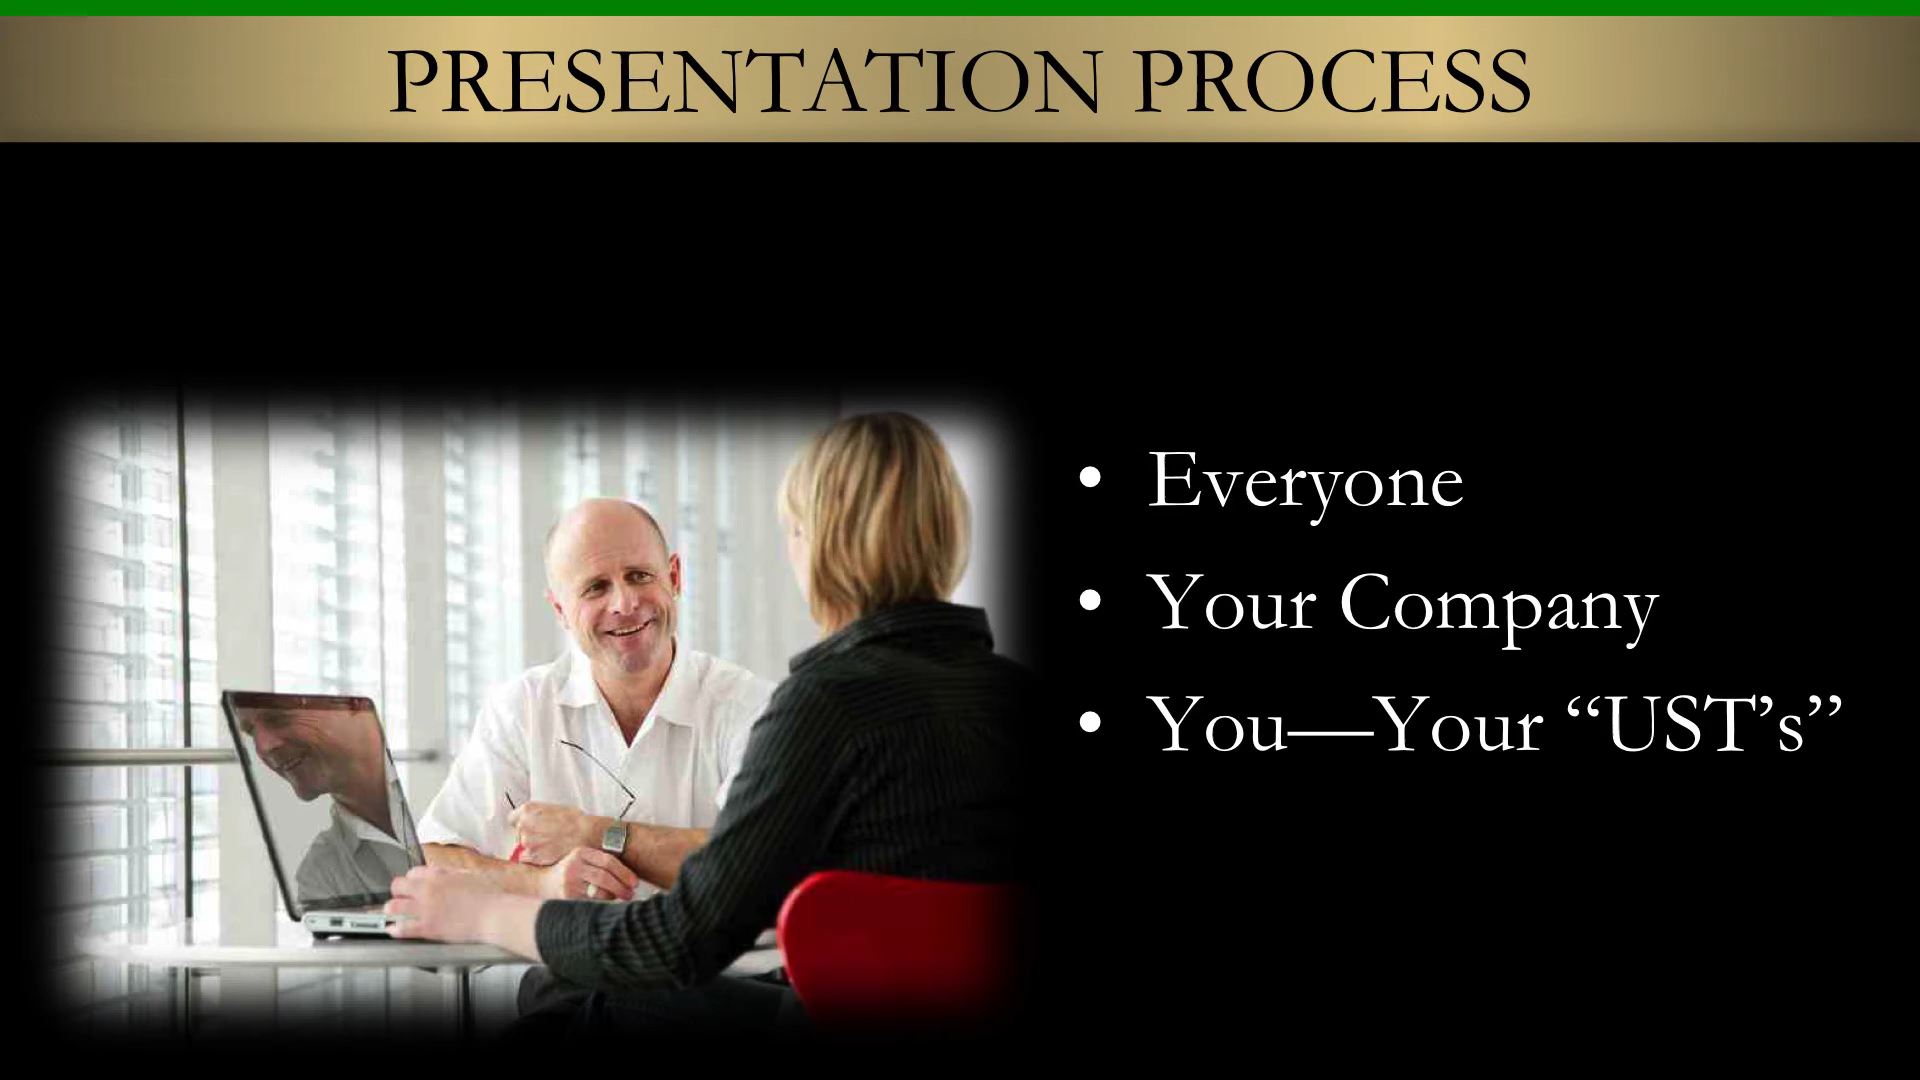 PRESENTATION PROCESS
• Everyone
• Your Company
• You—Your “UST’s”